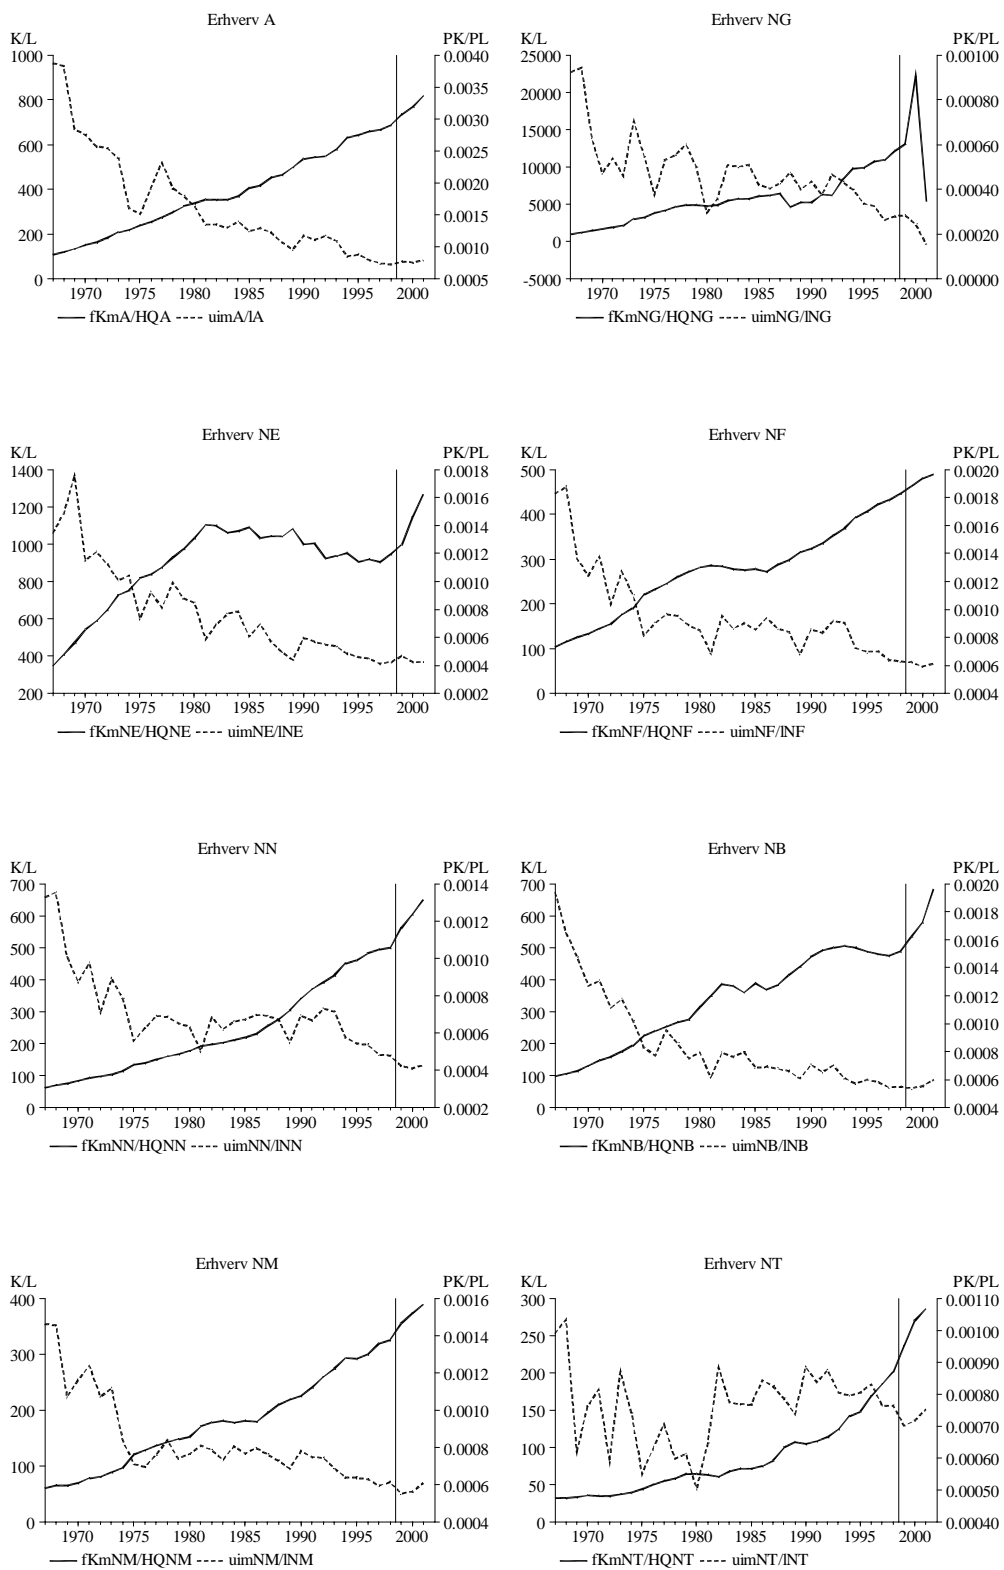 Erhverv A
K/L PK/PL
1000 0.0040
800 0.0035
600 0.0030
0.0025
400 0.0020
200 0.0015
0.0010
0 0.0005
1970 1975 1980 1985 1990 1995 2000
fKmA/HQA uimA/lA
Erhverv NG
K/L PK/PL
25000 0.00100
20000 0.00080
15000 0.00060
10000
5000 0.00040
0 0.00020
-5000 0.00000
1970 1975 1980 1985 1990 1995 2000
fKmNG/HQNG uimNG/lNG
Erhverv NE
K/L PK/PL
1400 0.0018
1200 0.0016
1000 0.0014
0.0012
800 0.0010
600 0.0008
0.0006
400 0.0004
200 0.0002
1970 1975 1980 1985 1990 1995 2000
fKmNE/HQNE uimNE/lNE
Erhverv NF
K/L PK/PL
500 0.0020
400 0.0018
0.0016
300 0.0014
0.0012
200 0.0010
100 0.0008
0.0006
0 0.0004
1970 1975 1980 1985 1990 1995 2000
fKmNF/HQNF uimNF/lNF
Erhverv NN
K/L PK/PL
700 0.0014
600 0.0012
500 0.0010
400
300 0.0008
200 0.0006
100 0.0004
0 0.0002
1970 1975 1980 1985 1990 1995 2000
fKmNN/HQNN uimNN/lNN
Erhverv NB
K/L PK/PL
700 0.0020
600 0.0018
500 0.0016
0.0014
400 0.0012
300 0.0010
200 0.0008
100 0.0006
0 0.0004
1970 1975 1980 1985 1990 1995 2000
fKmNB/HQNB uimNB/lNB
Erhverv NM
K/L PK/PL
400 0.0016
300 0.0014
0.0012
200 0.0010
100 0.0008
0.0006
0 0.0004
1970 1975 1980 1985 1990 1995 2000
fKmNM/HQNM uimNM/lNM
Erhverv NT
K/L PK/PL
300 0.00110
250 0.00100
200 0.00090
0.00080
150 0.00070
100 0.00060
50 0.00050
0 0.00040
1970 1975 1980 1985 1990 1995 2000
fKmNT/HQNT uimNT/lNT